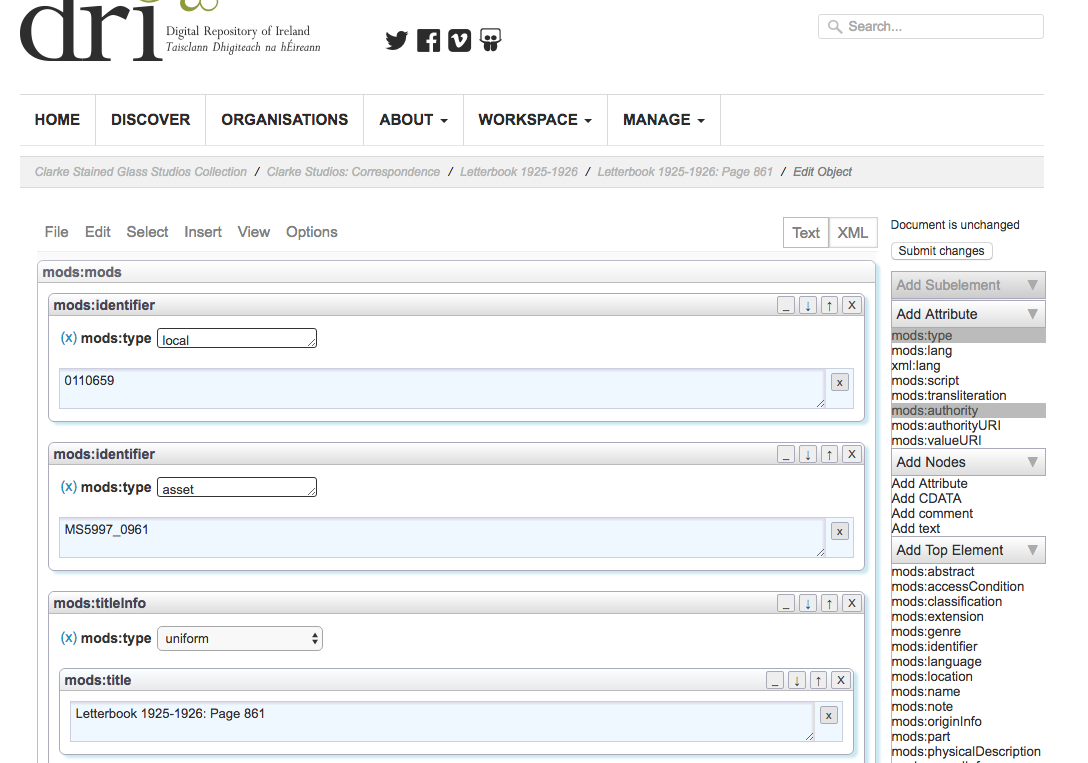 dri
Digital Repository of Ireland
Taisclann Dhigiteach na hÉireann
Search...
HOME DISCOVER ORGANISATIONS ABOUT WORKSPACE MANAGE
Clarke Stained Glass Studios Collection / Clarke Studios: Correspondence / Letterbook 1925-1926 / Letterbook 1925-1926: Page 861 / Edit Object
File Edit Select Insert View Options
Text XML
mods:mods
mods:identifier _ ↓ ↑ X
(x) mods:type local
0110659 x
mods:identifier _ ↓ ↑ X
(x) mods:type asset
MS5997_0961 x
mods:titleInfo _ ↓ ↑ X
(x) mods:type uniform
mods:title _ ↓ ↑ X
Letterbook 1925-1926: Page 861 x
Document is unchanged
Submit changes
Add Subelement
Add Attribute
mods:type
mods:lang
xml:lang
mods:script
mods:transliteration
mods:authority
mods:authorityURI
mods:valueURI
Add Nodes
Add Attribute
Add CDATA
Add comment
Add text
Add Top Element
mods:abstract
mods:accessCondition
mods:classification
mods:extension
mods:genre
mods:identifier
mods:language
mods:location
mods:name
mods:note
mods:originInfo
mods:part
mods:physicalDescription